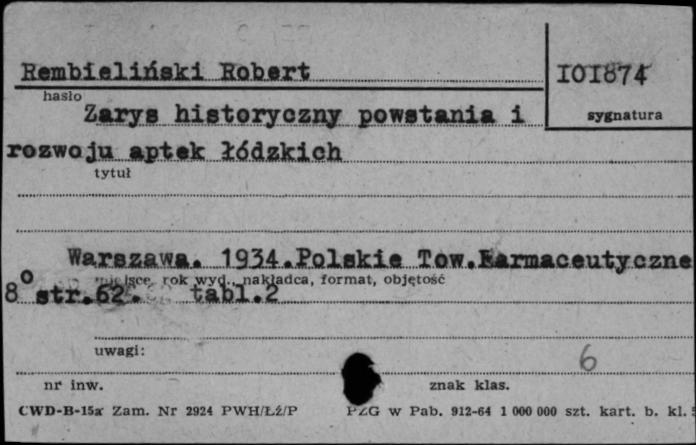 Rembieliński Robert
101874
hasło
sygnatura
Zarys historyczny powstania i
rozwoju aptek łódzkich
tytuł
Warszawa. 1934.Polskie Tow.Farmaceutyczne
miejsce, rok wyd., nakładca, format, objętość
8° str.62. tabl.2
uwagi:
6
nr inw.
znak klas.
CWD-B-15a Zam. Nr 2924 PWH/Łź/P
PZG w Pab. 912-64 1 000 000 szt. kart. b. kl.